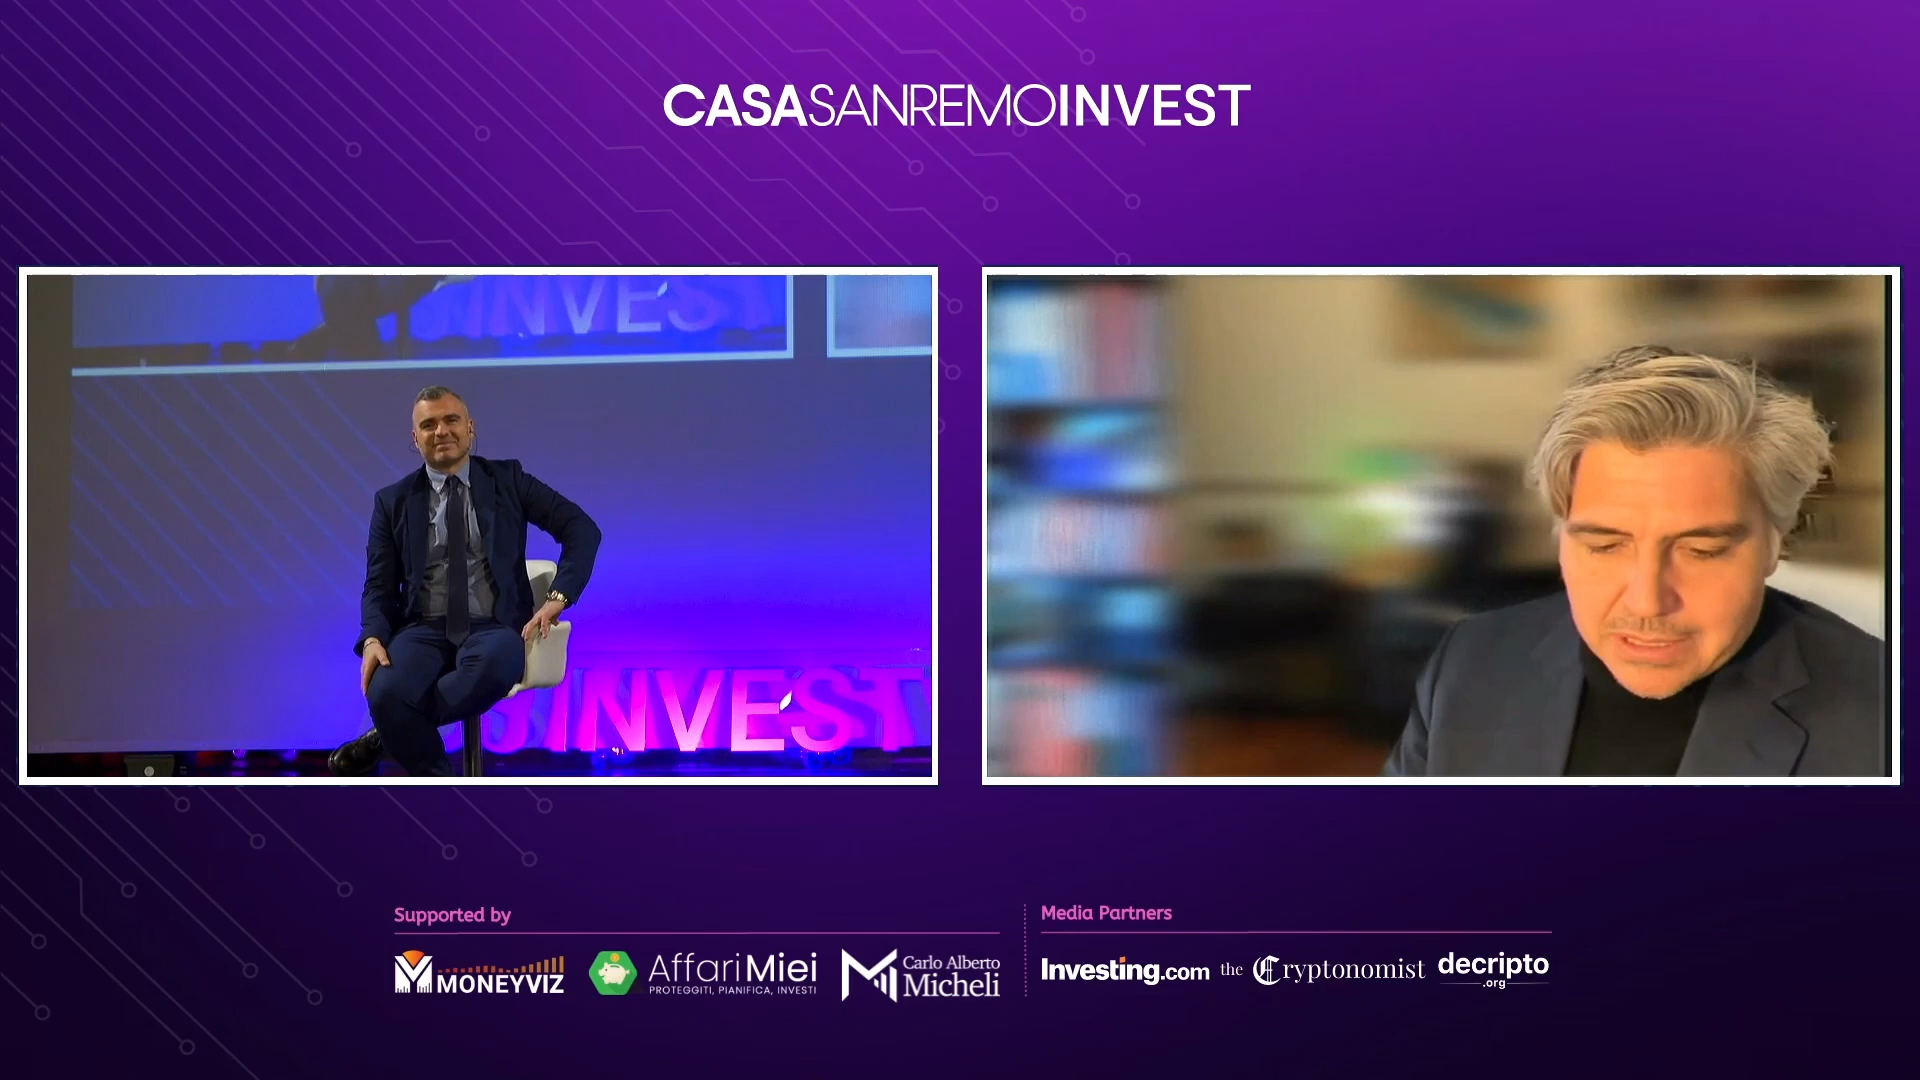 CASASANREMOINVEST
INVEST
INVEST
Supported by
MONEYVIZ
AffariMiei
PROTEGGITI, PIANIFICA, INVESTI
Carlo Alberto
Micheli
Media Partners
Investing.com
the Cryptonomist
decripto
.org